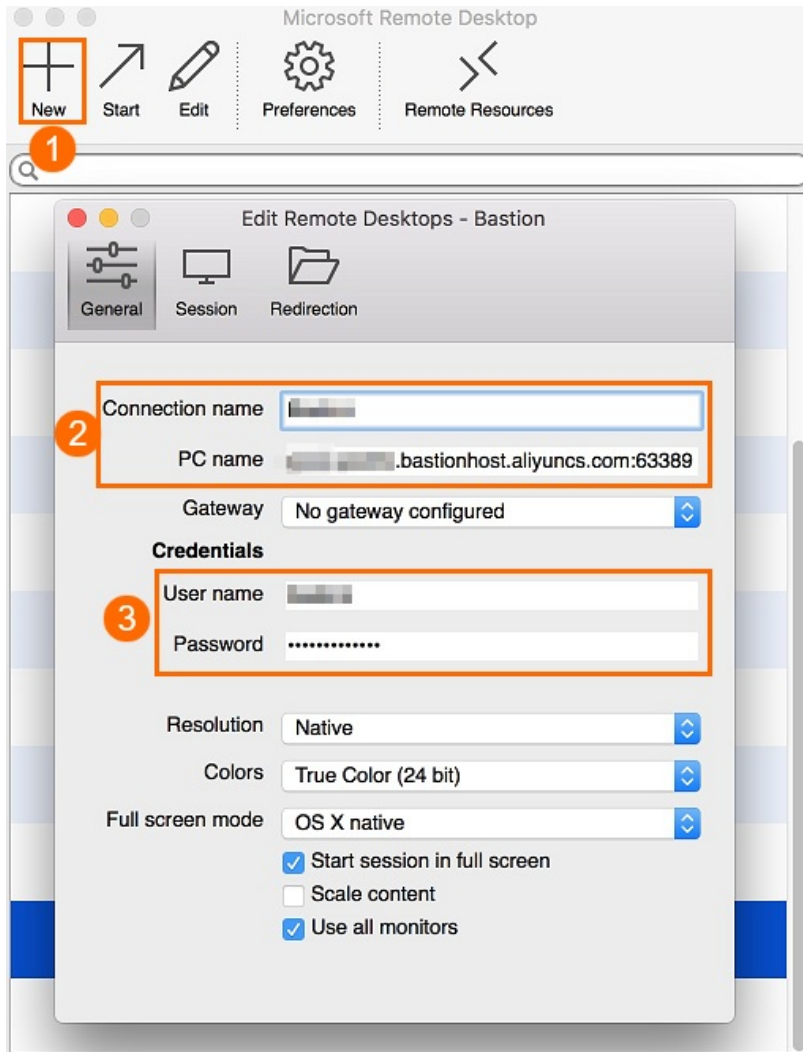 Microsoft Remote Desktop
New Start Edit Preferences Remote Resources
1
Edit Remote Desktops - Bastion
General Session Redirection
2
Connection name
PC name .bastionhost.aliyuncs.com:63389
Gateway No gateway configured
Credentials
3
User name
Password •••••••••••••
Resolution Native
Colors True Color (24 bit)
Full screen mode OS X native
Start session in full screen
Scale content
Use all monitors